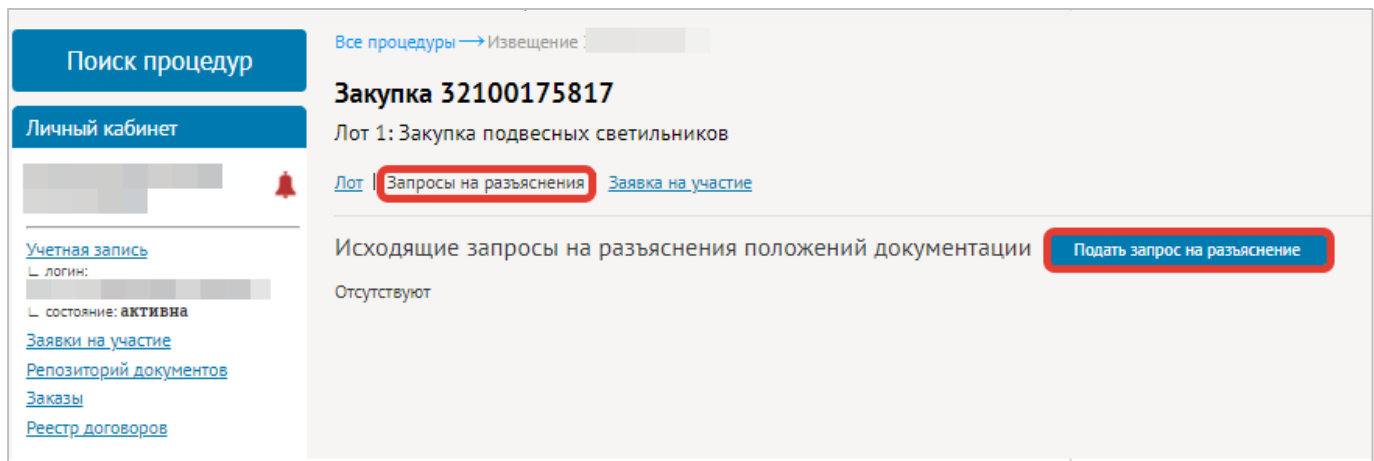 Поиск процедур
Личный кабинет
Учетная запись
∟ логин:
∟ состояние: активна
Заявки на участие
Репозиторий документов
Заказы
Реестр договоров
Все процедуры → Извещение
Закупка 32100175817
Лот 1: Закупка подвесных светильников
Лот | Запросы на разъяснения Заявка на участие
Исходящие запросы на разъяснения положений документации Подать запрос на разъяснение
Отсутствуют